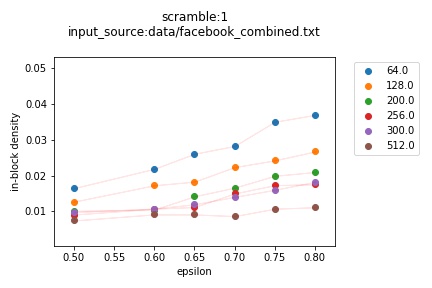 scramble:1
input_source:data/facebook_combined.txt
0.05
0.04
0.03
0.02
0.01
in-block density
0.50 0.55 0.60 0.65 0.70 0.75 0.80
epsilon
64.0
128.0
200.0
256.0
300.0
512.0